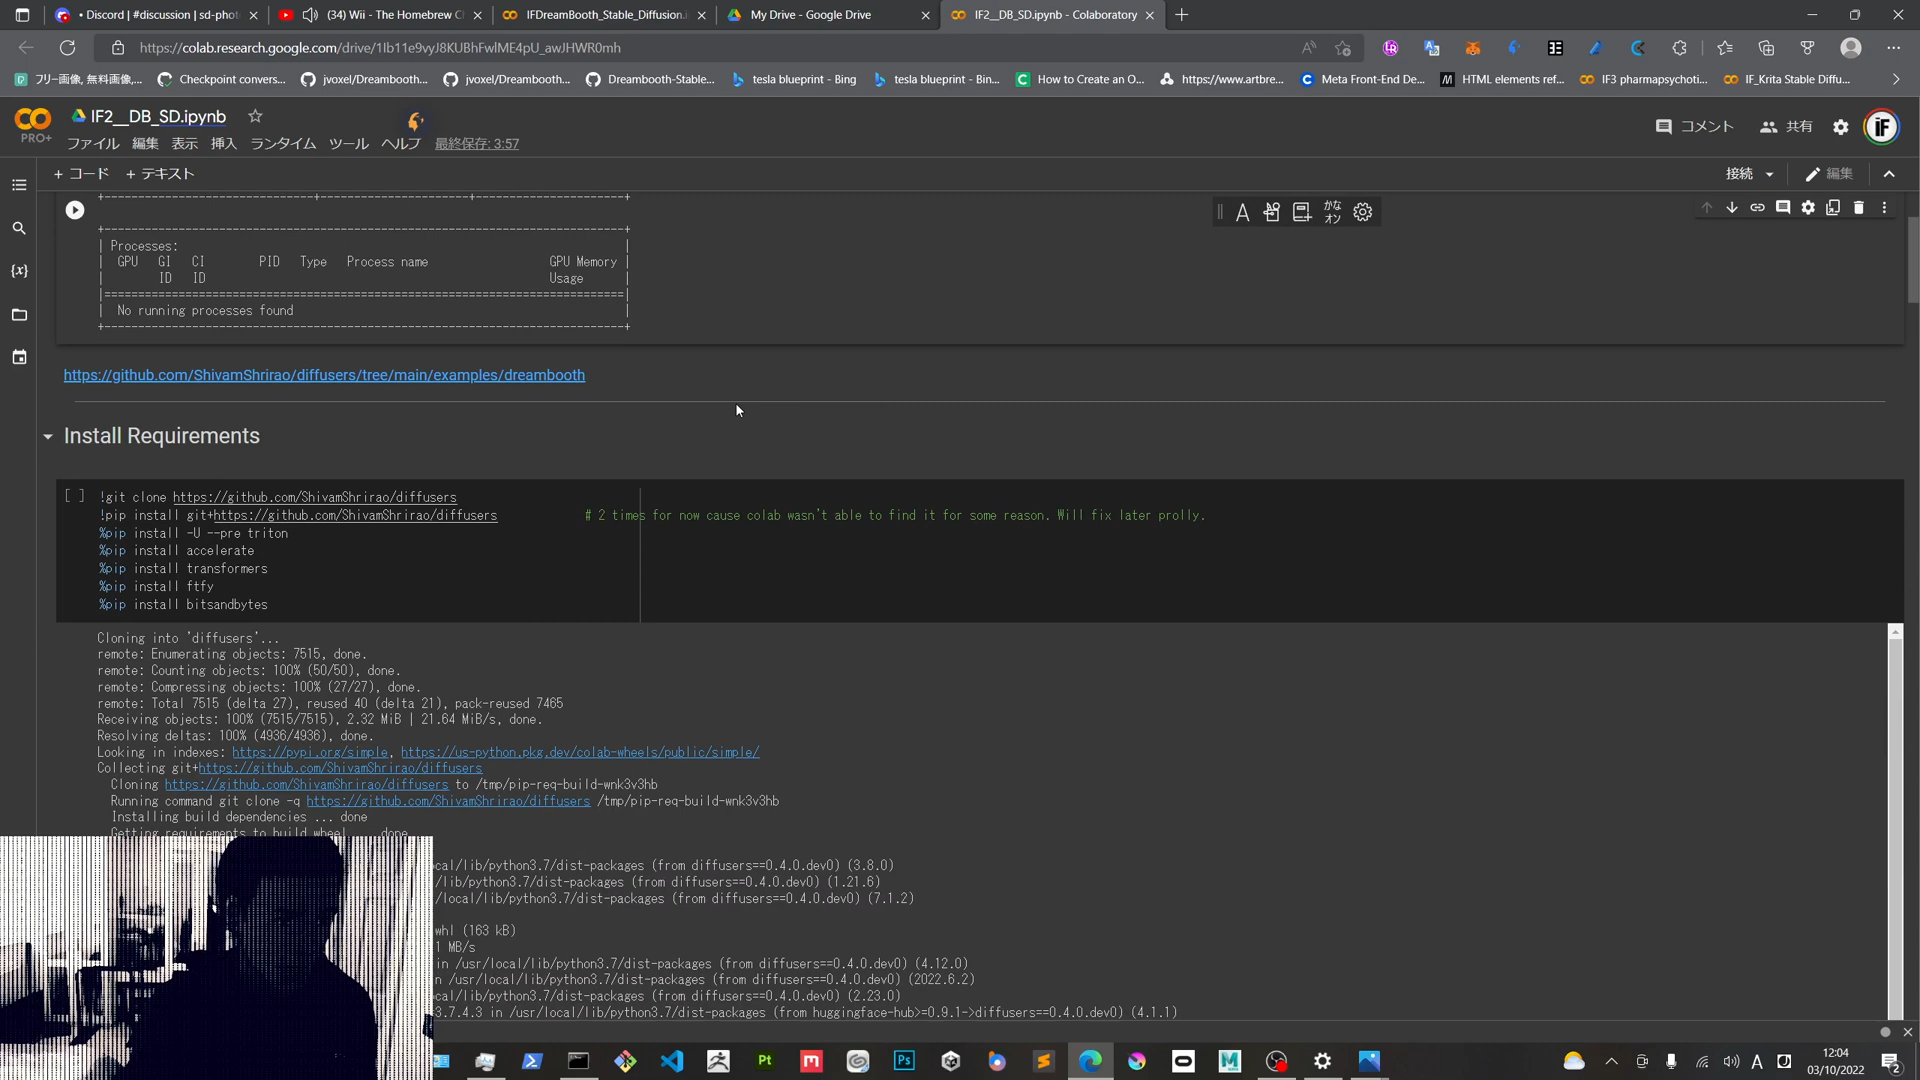 • Discord | #discussion | sd-phot
(34) Wii - The Homebrew C
IFDreamBooth_Stable_Diffusion.i
My Drive - Google Drive
IF2__DB_SD.ipynb - Colaboratory
https://colab.research.google.com/drive/1lb11e9vyJ8KUBhFwlME4pU_awJHWR0mh
フリー画像, 無料画像,...
Checkpoint convers...
jvoxel/Dreambooth...
jvoxel/Dreambooth...
Dreambooth-Stable...
tesla blueprint - Bing
tesla blueprint - Bin...
How to Create an O...
https://www.artbre...
Meta Front-End De...
HTML elements ref...
IF3 pharmapsychoti...
IF_Krita Stable Diffu...
PRO+
IF2__DB_SD.ipynb
ファイル 編集 表示 挿入 ランタイム ツール ヘルプ 最終保存: 3:57
コメント 共有 iF
+ コード + テキスト
接続 編集
A かな オン
+-------------------------------+----------------------+----------------------+
+-----------------------------------------------------------------------------+
| Processes: |
| GPU GI CI PID Type Process name GPU Memory |
| ID ID Usage |
|=============================================================================|
| No running processes found |
+-----------------------------------------------------------------------------+
https://github.com/ShivamShrirao/diffusers/tree/main/examples/dreambooth
Install Requirements
[ ] !git clone https://github.com/ShivamShrirao/diffusers
!pip install git+https://github.com/ShivamShrirao/diffusers # 2 times for now cause colab wasn't able to find it for some reason. Will fix later prolly.
%pip install -U --pre triton
%pip install accelerate
%pip install transformers
%pip install ftfy
%pip install bitsandbytes
Cloning into 'diffusers'...
remote: Enumerating objects: 7515, done.
remote: Counting objects: 100% (50/50), done.
remote: Compressing objects: 100% (27/27), done.
remote: Total 7515 (delta 27), reused 40 (delta 21), pack-reused 7465
Receiving objects: 100% (7515/7515), 2.32 MiB | 21.64 MiB/s, done.
Resolving deltas: 100% (4936/4936), done.
Looking in indexes: https://pypi.org/simple, https://us-python.pkg.dev/colab-wheels/public/simple/
Collecting git+https://github.com/ShivamShrirao/diffusers
Cloning https://github.com/ShivamShrirao/diffusers to /tmp/pip-req-build-wnk3v3hb
Running command git clone -q https://github.com/ShivamShrirao/diffusers /tmp/pip-req-build-wnk3v3hb
Installing build dependencies ... done
Getting requirements to build wheel ... done
cal/lib/python3.7/dist-packages (from diffusers==0.4.0.dev0) (3.8.0)
/lib/python3.7/dist-packages (from diffusers==0.4.0.dev0) (1.21.6)
/local/lib/python3.7/dist-packages (from diffusers==0.4.0.dev0) (7.1.2)
whl (163 kB)
1 MB/s
in /usr/local/lib/python3.7/dist-packages (from diffusers==0.4.0.dev0) (4.12.0)
n /usr/local/lib/python3.7/dist-packages (from diffusers==0.4.0.dev0) (2022.6.2)
cal/lib/python3.7/dist-packages (from diffusers==0.4.0.dev0) (2.23.0)
3.7.4.3 in /usr/local/lib/python3.7/dist-packages (from huggingface-hub>=0.9.1->diffusers==0.4.0.dev0) (4.1.1)
Pt
Ps
A
12:04
03/10/2022
2